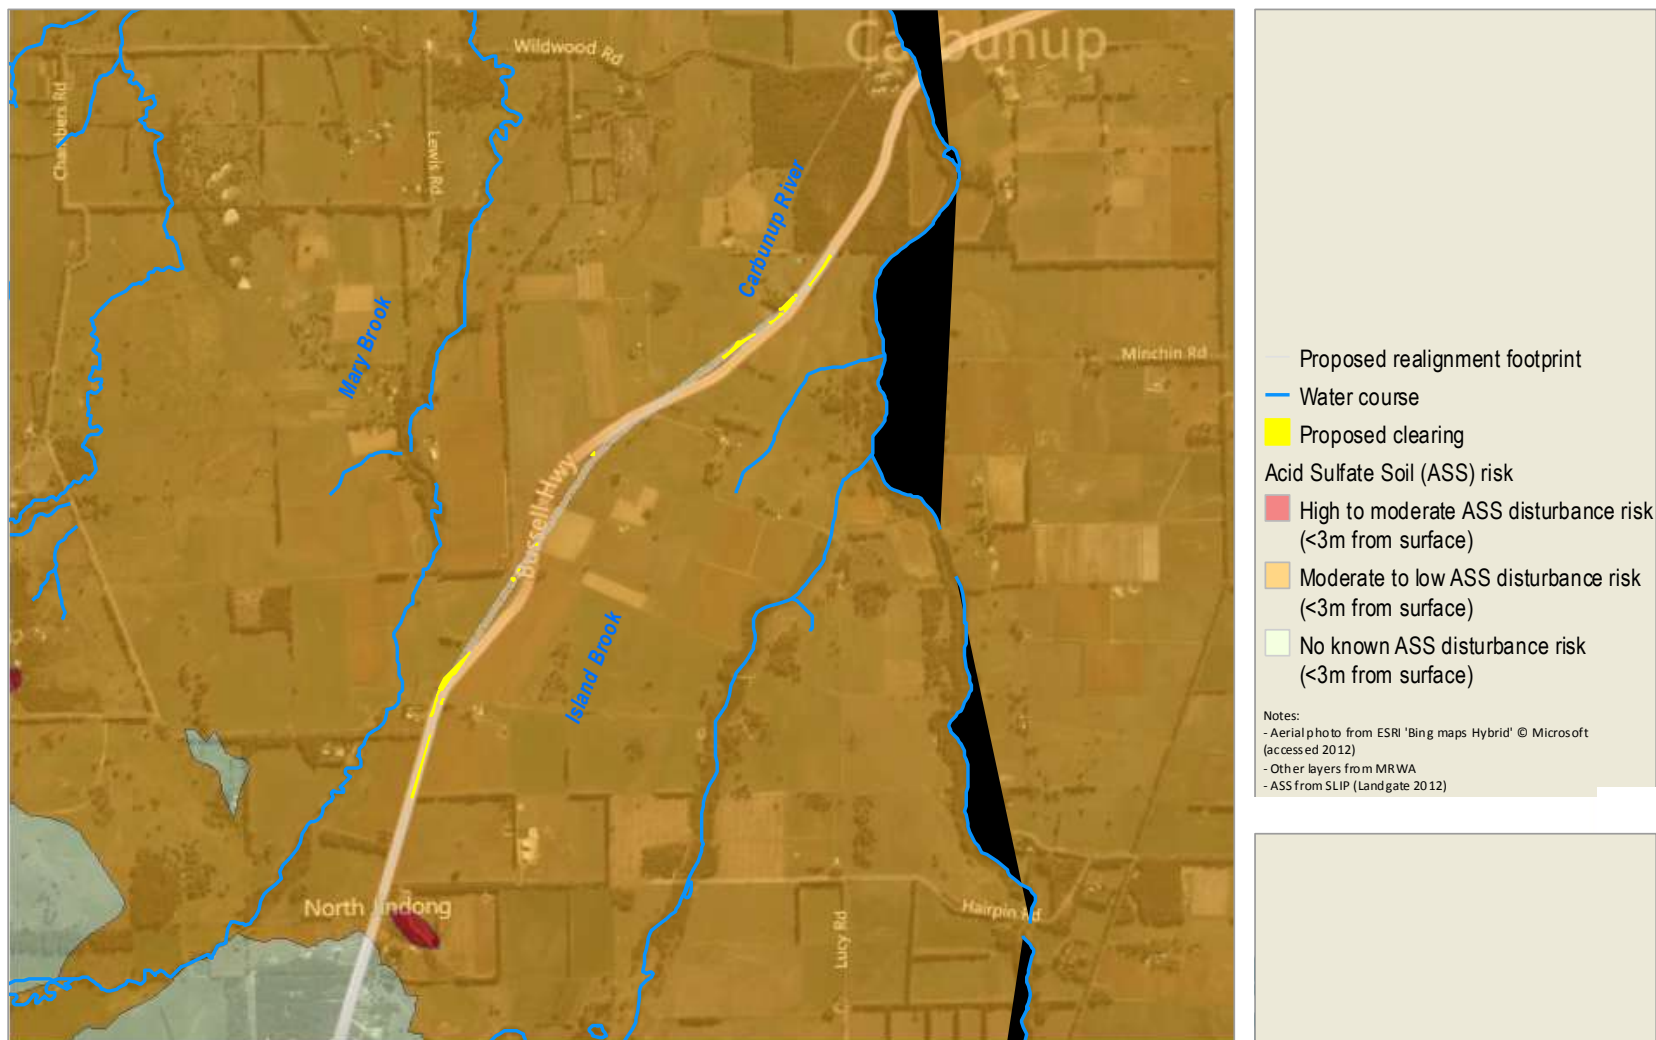 Carbunup
Wildwood Rd
Chambers Rd
Lewis Rd
Carbunup River
Mary Brook
Minchin Rd
Bussell Hwy
Island Brook
North Jindong
Hairpin Rd
Lucy Rd
Proposed realignment footprint
Water course
Proposed clearing
Acid Sulfate Soil (ASS) risk
High to moderate ASS disturbance risk
(<3m from surface)
Moderate to low ASS disturbance risk
(<3m from surface)
No known ASS disturbance risk
(<3m from surface)
Notes:
- Aerial photo from ESRI 'Bing maps Hybrid' © Microsoft
(accessed 2012)
- Other layers from MRWA
- ASS from SLIP (Landgate 2012)